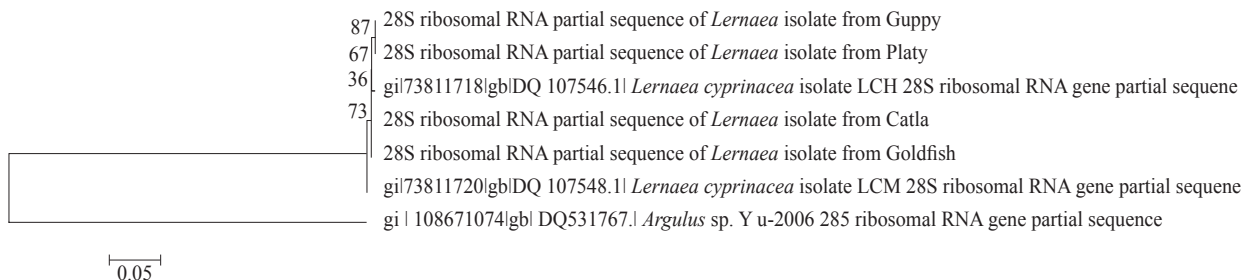 87
28S ribosomal RNA partial sequence of Lernaea isolate from Guppy
67
28S ribosomal RNA partial sequence of Lernaea isolate from Platy
36
gi|73811718|gb|DQ 107546.1| Lernaea cyprinacea isolate LCH 28S ribosomal RNA gene partial sequene
73
28S ribosomal RNA partial sequence of Lernaea isolate from Catla
28S ribosomal RNA partial sequence of Lernaea isolate from Goldfish
gi|73811720|gb|DQ 107548.1| Lernaea cyprinacea isolate LCM 28S ribosomal RNA gene partial sequene
gi | 108671074|gb| DQ531767.| Argulus sp. Y u-2006 285 ribosomal RNA gene partial sequence
0.05